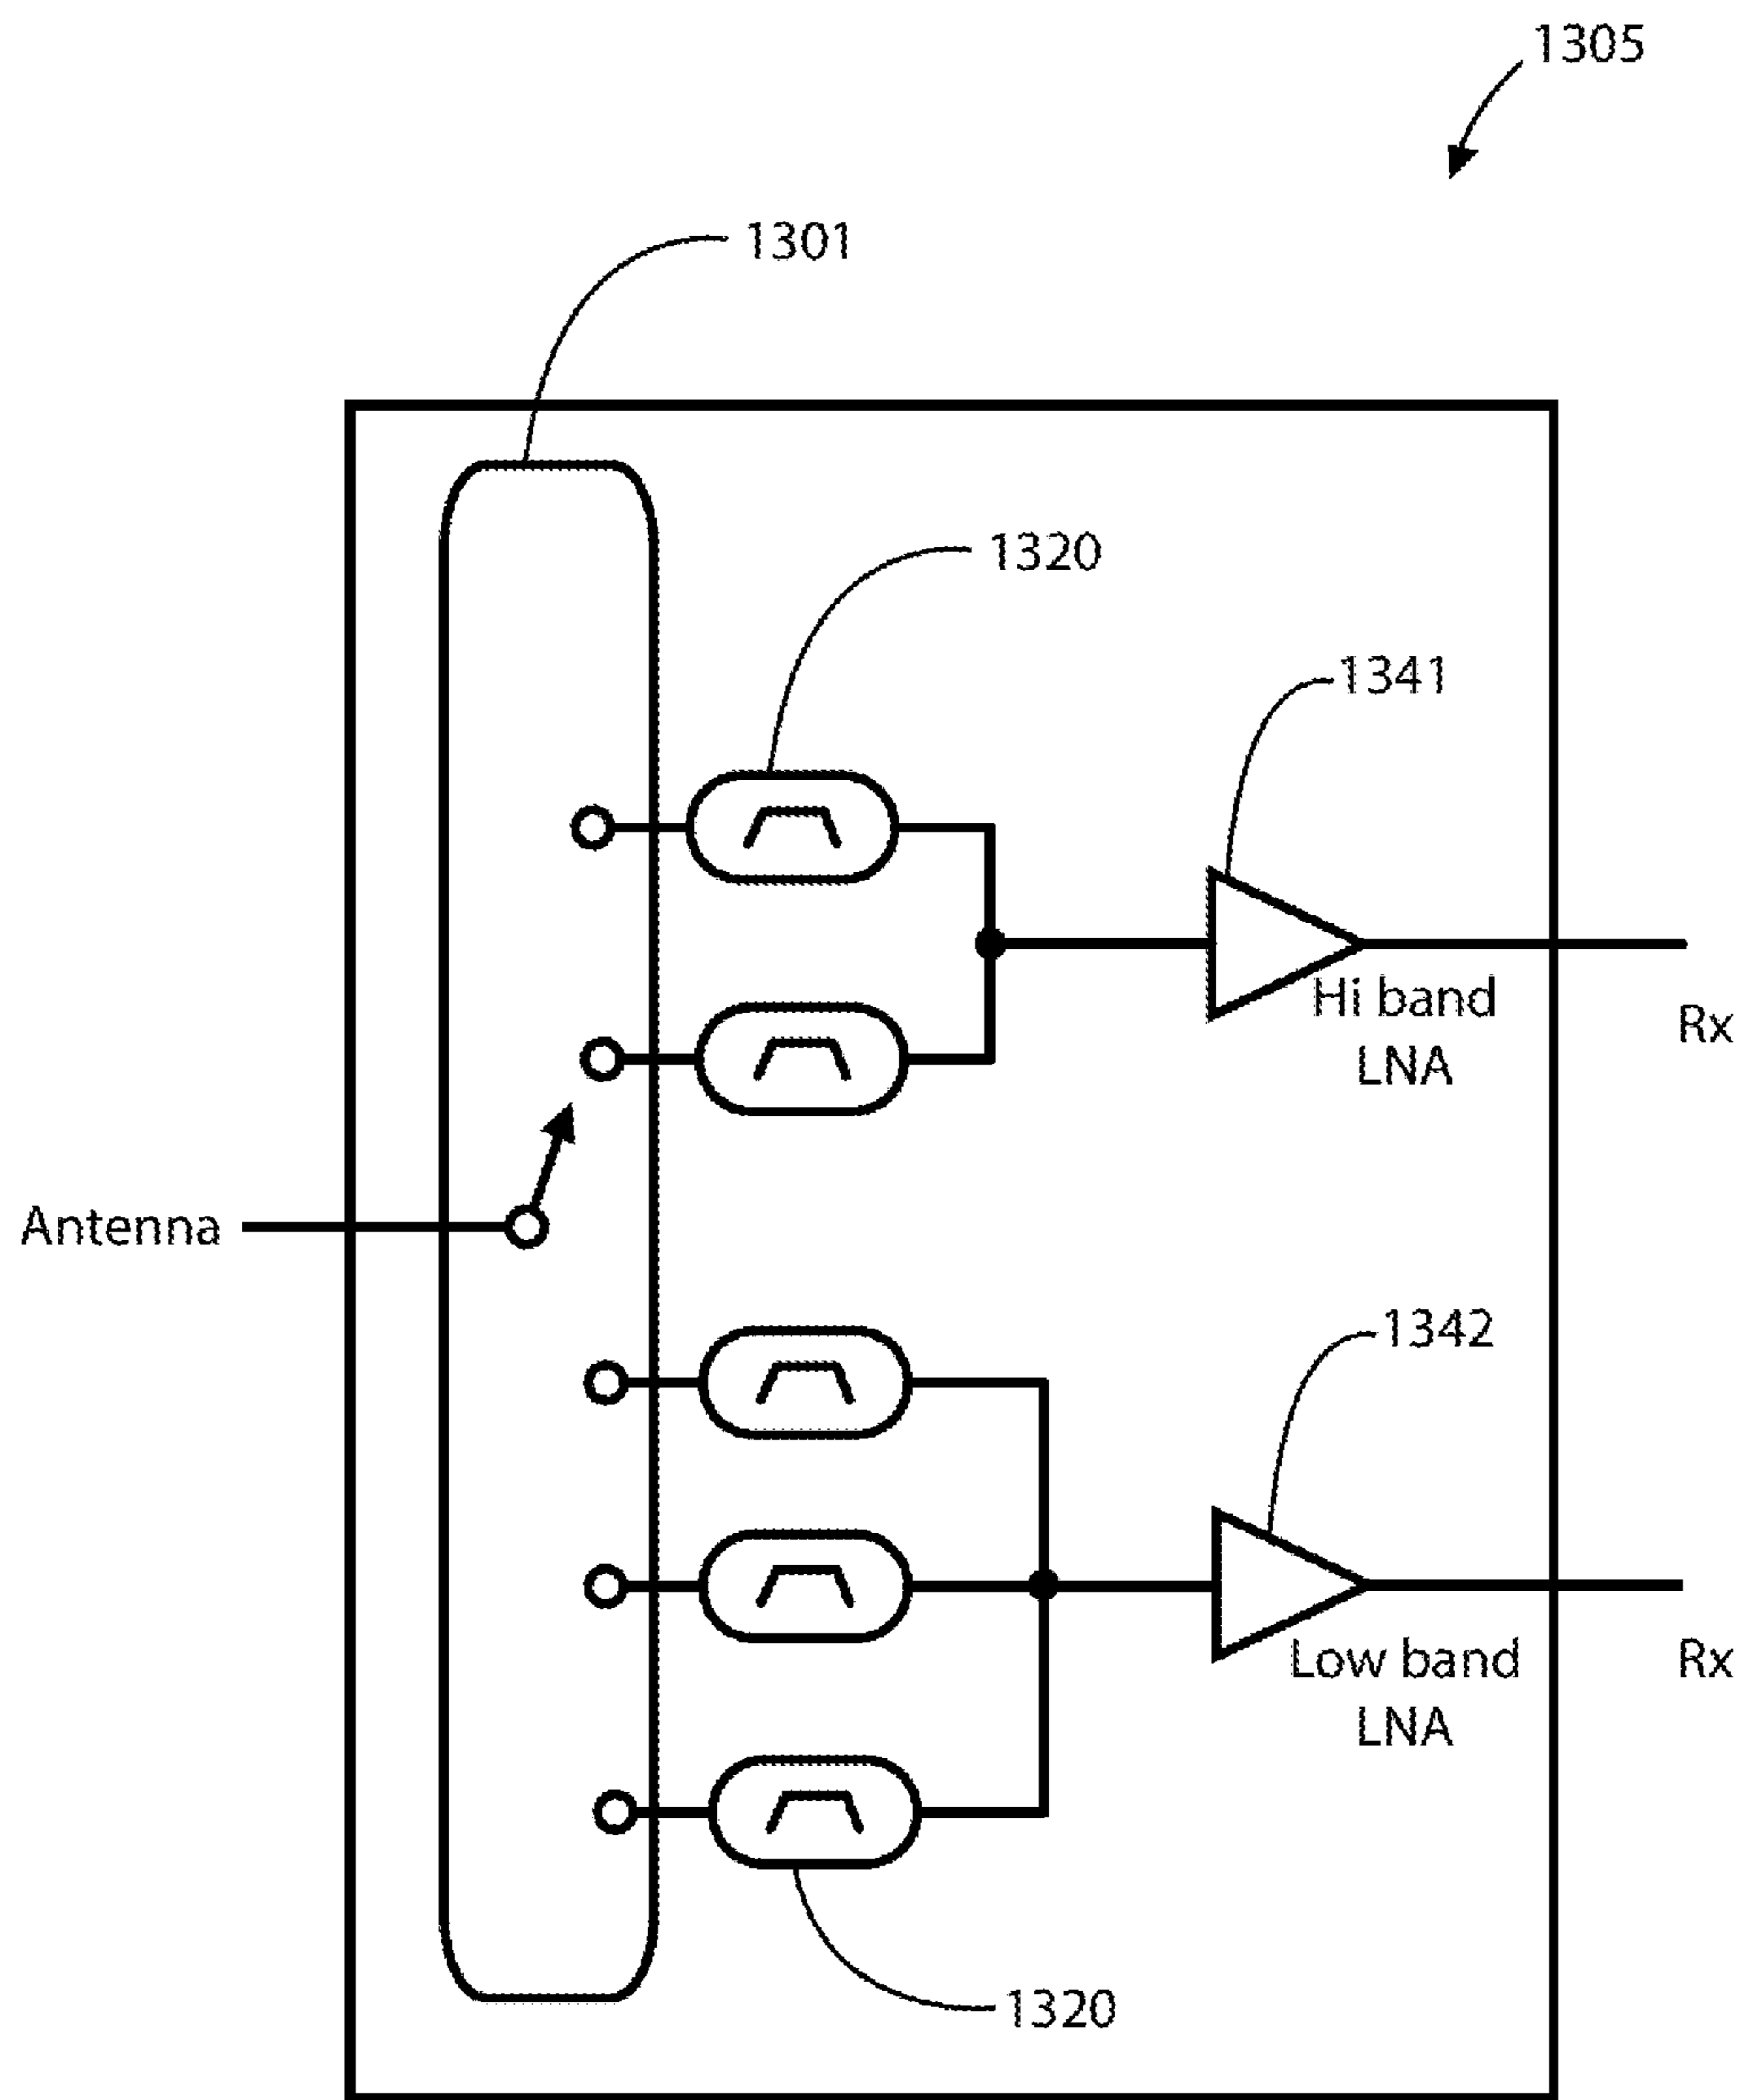 1305
1301
1320
1341
Hi band
LNA
Rx
Antenna
1342
Low band
LNA
Rx
1320